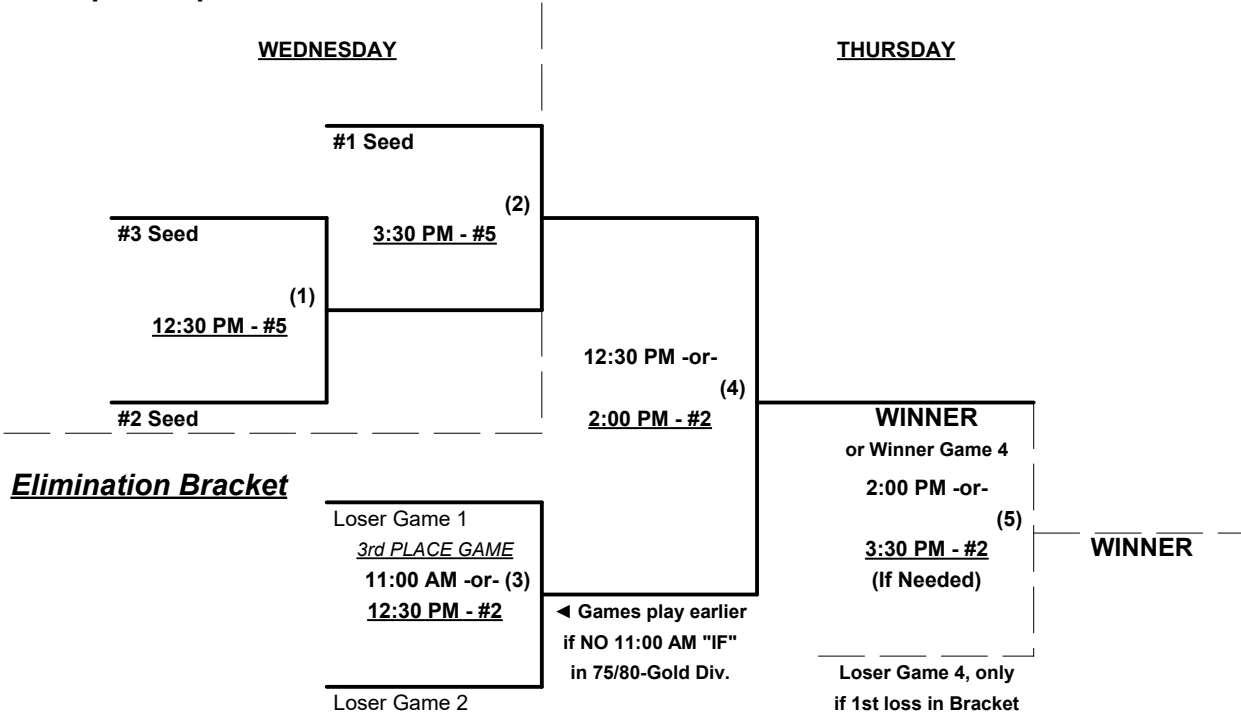 WEDNESDAY
THURSDAY
#1 Seed
(2)
3:30 PM - #5
#3 Seed
(1)
12:30 PM - #5
#2 Seed
12:30 PM -or-
(4)
2:00 PM - #2
WINNER
or Winner Game 4
2:00 PM -or-
(5)
3:30 PM - #2
(If Needed)
WINNER
Loser Game 4, only
if 1st loss in Bracket
Elimination Bracket
Loser Game 1
3rd PLACE GAME
11:00 AM -or- (3)
12:30 PM - #2
Loser Game 2
◄ Games play earlier
if NO 11:00 AM "IF"
in 75/80-Gold Div.